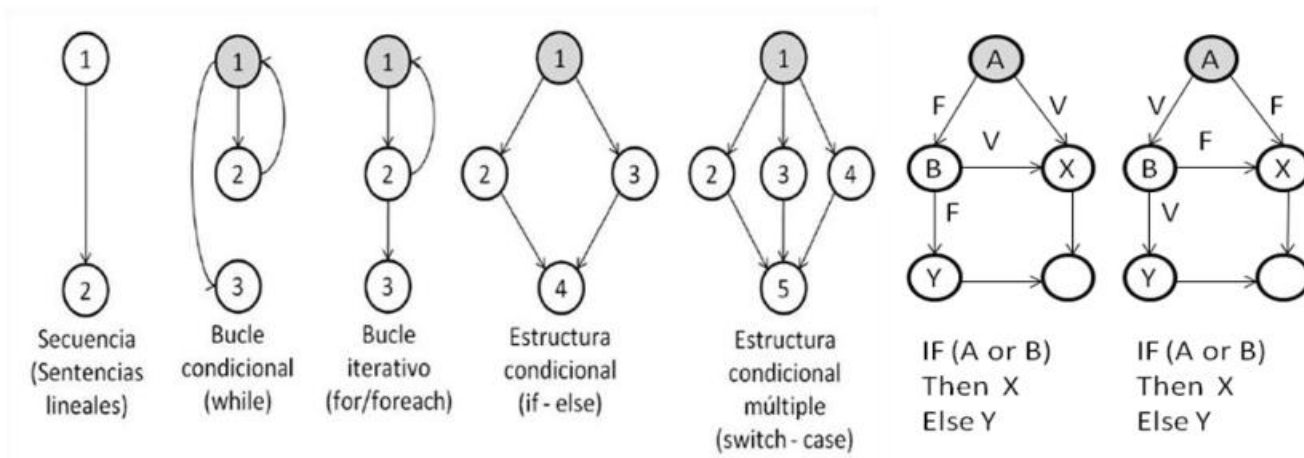 1
2
Secuencia
(Sentencias
lineales)
1
2
3
Bucle
condicional
(while)
1
2
3
Bucle
iterativo
(for/foreach)
1
2
3
4
Estructura
condicional
(if - else)
1
2
3
4
5
Estructura
condicional
múltiple
(switch - case)
A
F
V
B
V
X
F
Y
IF (A or B)
Then X
Else Y
A
V
F
B
F
X
V
Y
IF (A or B)
Then X
Else Y